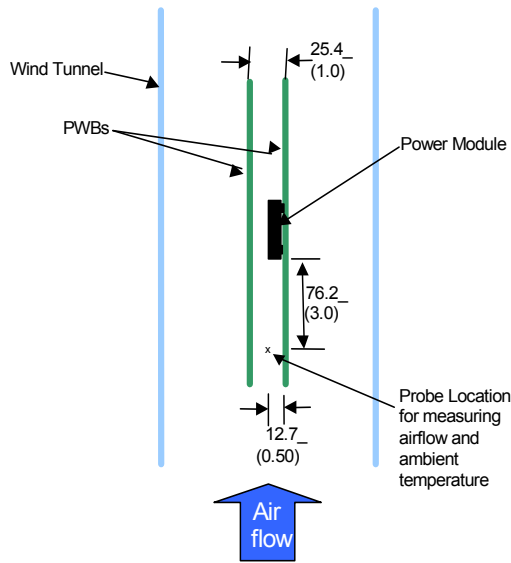 25.4_
(1.0)
Wind Tunnel
PWBs
Power Module
76.2_
(3.0)
x
Probe Location
for measuring
airflow and
ambient
temperature
12.7_
(0.50)
Air
flow